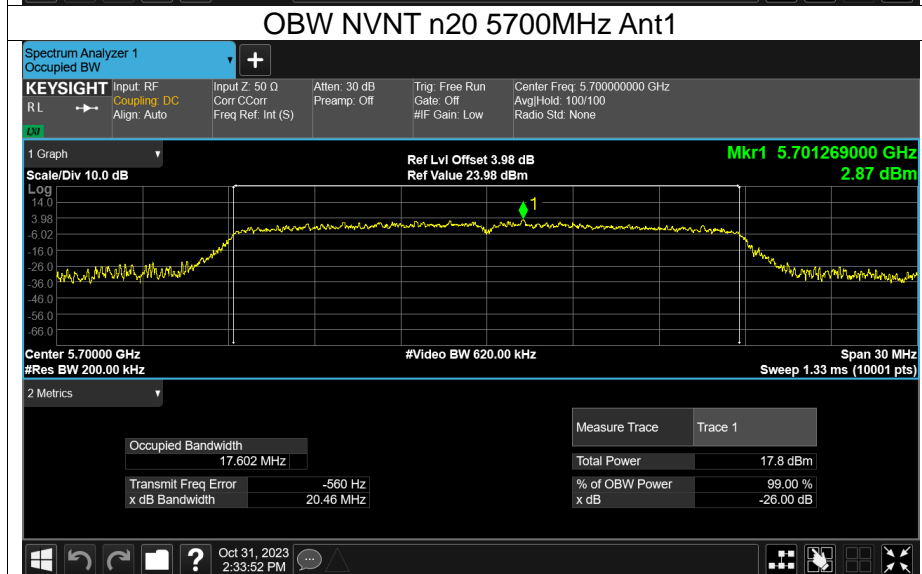 OBW NVNT n20 5700MHz Ant1
Spectrum Analyzer 1
Occupied BW
+
KEYSIGHT
R L
LXI
Input: RF
Coupling: DC
Align: Auto
Input Z: 50 Ω
Corr CCorr
Freq Ref: Int (S)
Atten: 30 dB
Preamp: Off
Trig: Free Run
Gate: Off
#IF Gain: Low
Center Freq: 5.700000000 GHz
Avg|Hold: 100/100
Radio Std: None
1 Graph
Scale/Div 10.0 dB
Ref Lvl Offset 3.98 dB
Ref Value 23.98 dBm
Mkr1 5.701269000 GHz
2.87 dBm
Log
14.0
3.98
-6.02
-16.0
-26.0
-36.0
-46.0
-56.0
-66.0
1
Center 5.70000 GHz
#Res BW 200.00 kHz
#Video BW 620.00 kHz
Span 30 MHz
Sweep 1.33 ms (10001 pts)
2 Metrics
Occupied Bandwidth
17.602 MHz
Transmit Freq Error -560 Hz
x dB Bandwidth 20.46 MHz
Measure Trace Trace 1
Total Power 17.8 dBm
% of OBW Power 99.00 %
x dB -26.00 dB
?
Oct 31, 2023
2:33:52 PM